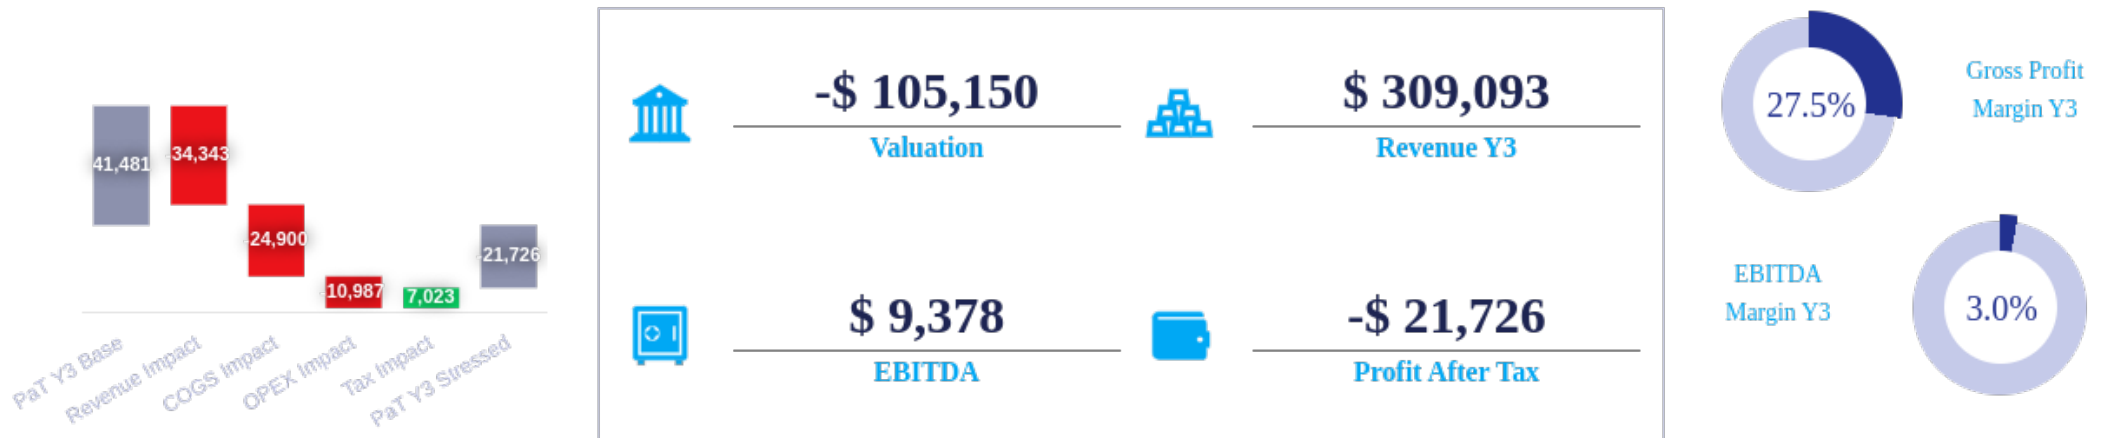 41,481
-34,343
-24,900
-10,987
7,023
-21,726
PaT Y3 Base
Revenue Impact
COGS Impact
OPEX Impact
Tax Impact
PaT Y3 Stressed
-$ 105,150
Valuation
$ 309,093
Revenue Y3
$ 9,378
EBITDA
-$ 21,726
Profit After Tax
27.5%
Gross Profit
Margin Y3
EBITDA
Margin Y3
3.0%